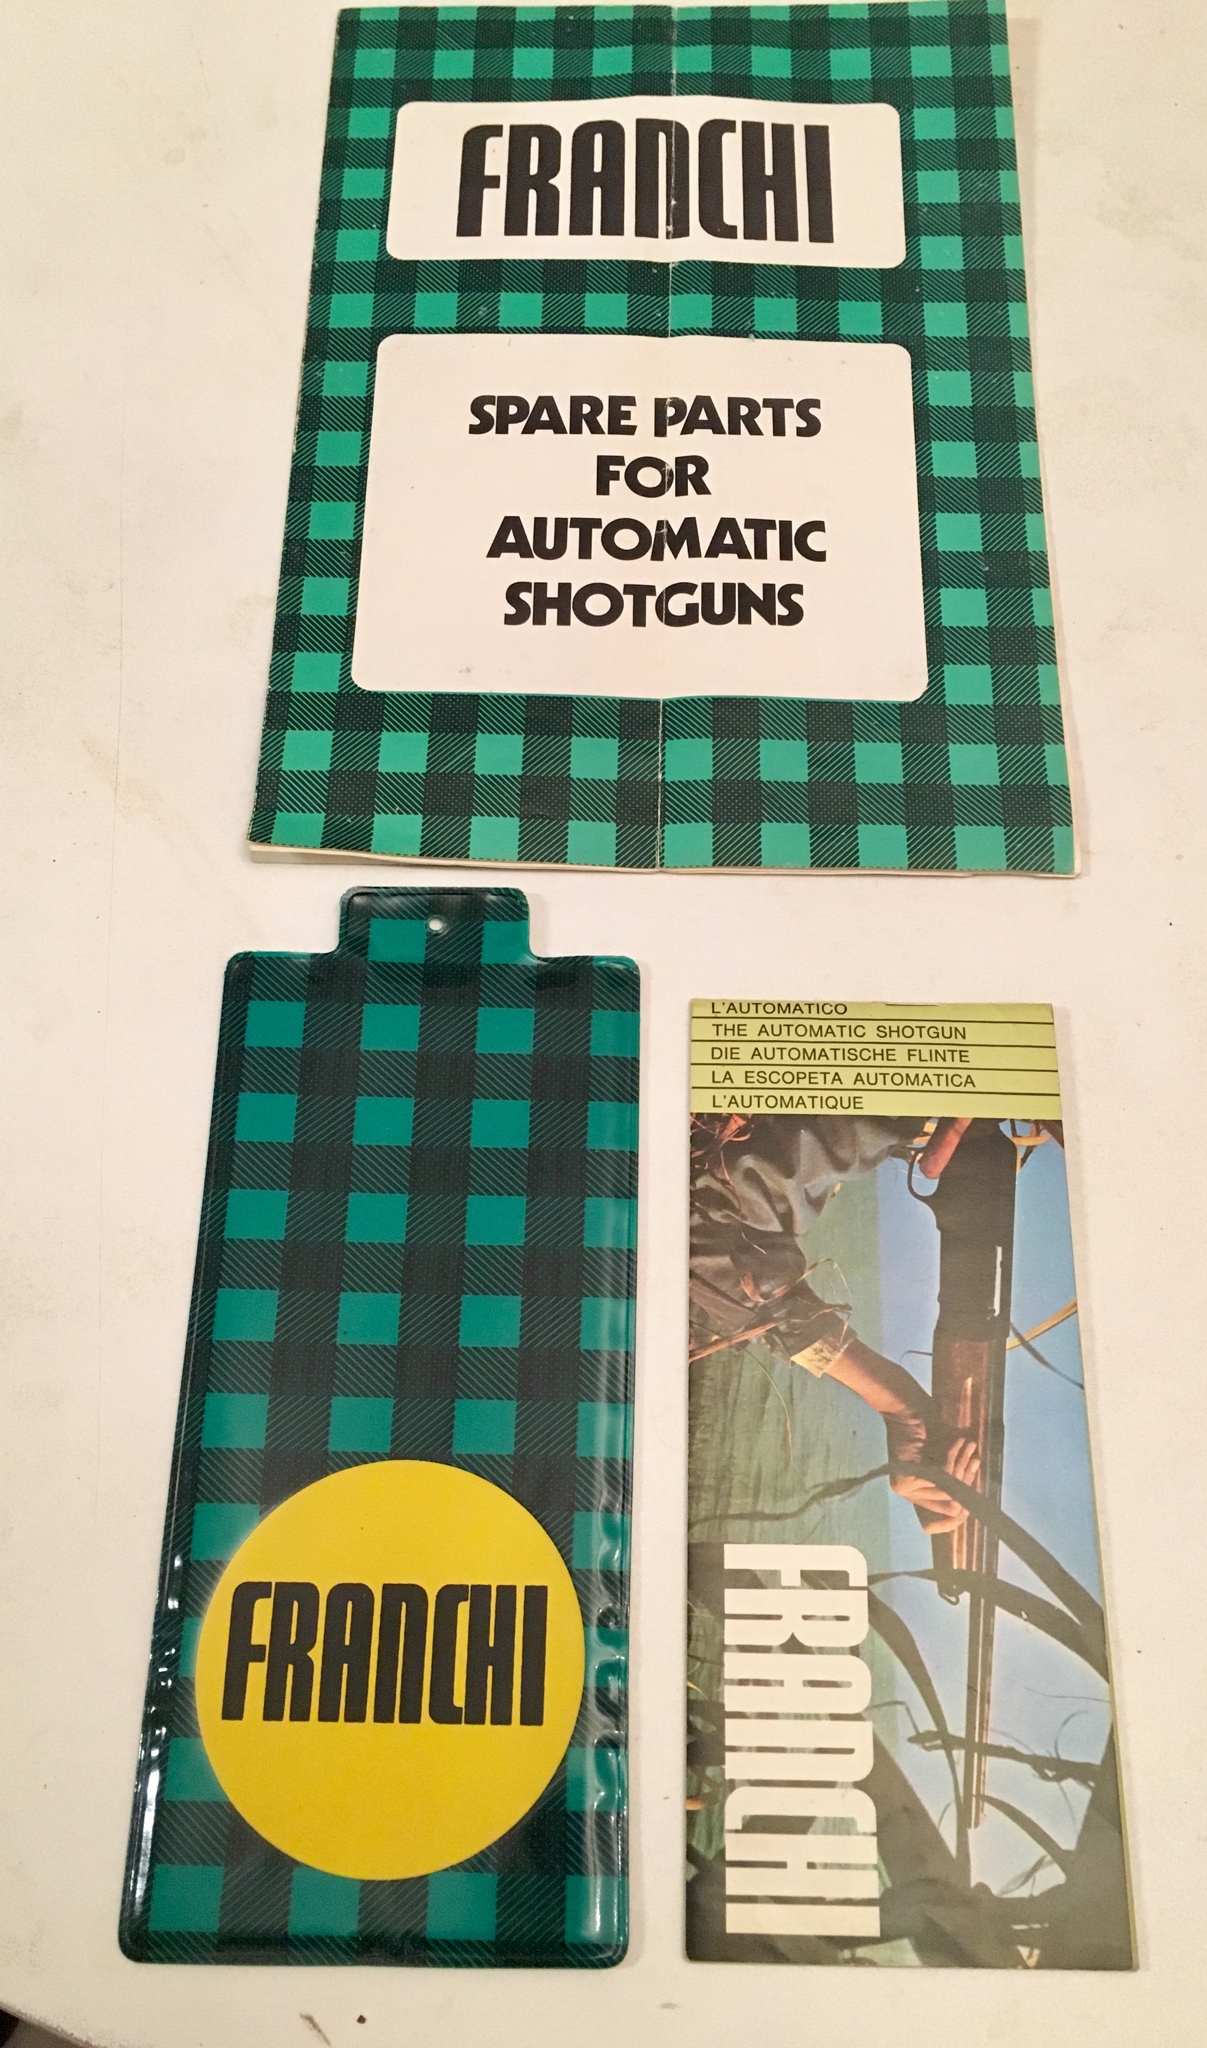 FRANCHI
SPARE PARTS
FOR
AUTOMATIC
SHOTGUNS
FRANCHI
L'AUTOMATICO
THE AUTOMATIC SHOTGUN
DIE AUTOMATISCHE FLINTE
LA ESCOPETA AUTOMATICA
L'AUTOMATIQUE
FRANCHI